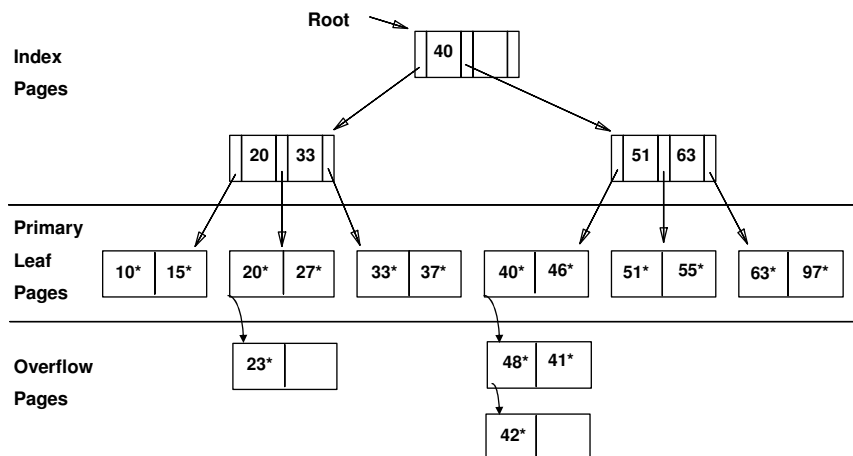 Root
Index
Pages
40
20 33
51 63
Primary
Leaf
Pages
10* 15*
20* 27*
33* 37*
40* 46*
51* 55*
63* 97*
Overflow
Pages
23*
48* 41*
42*